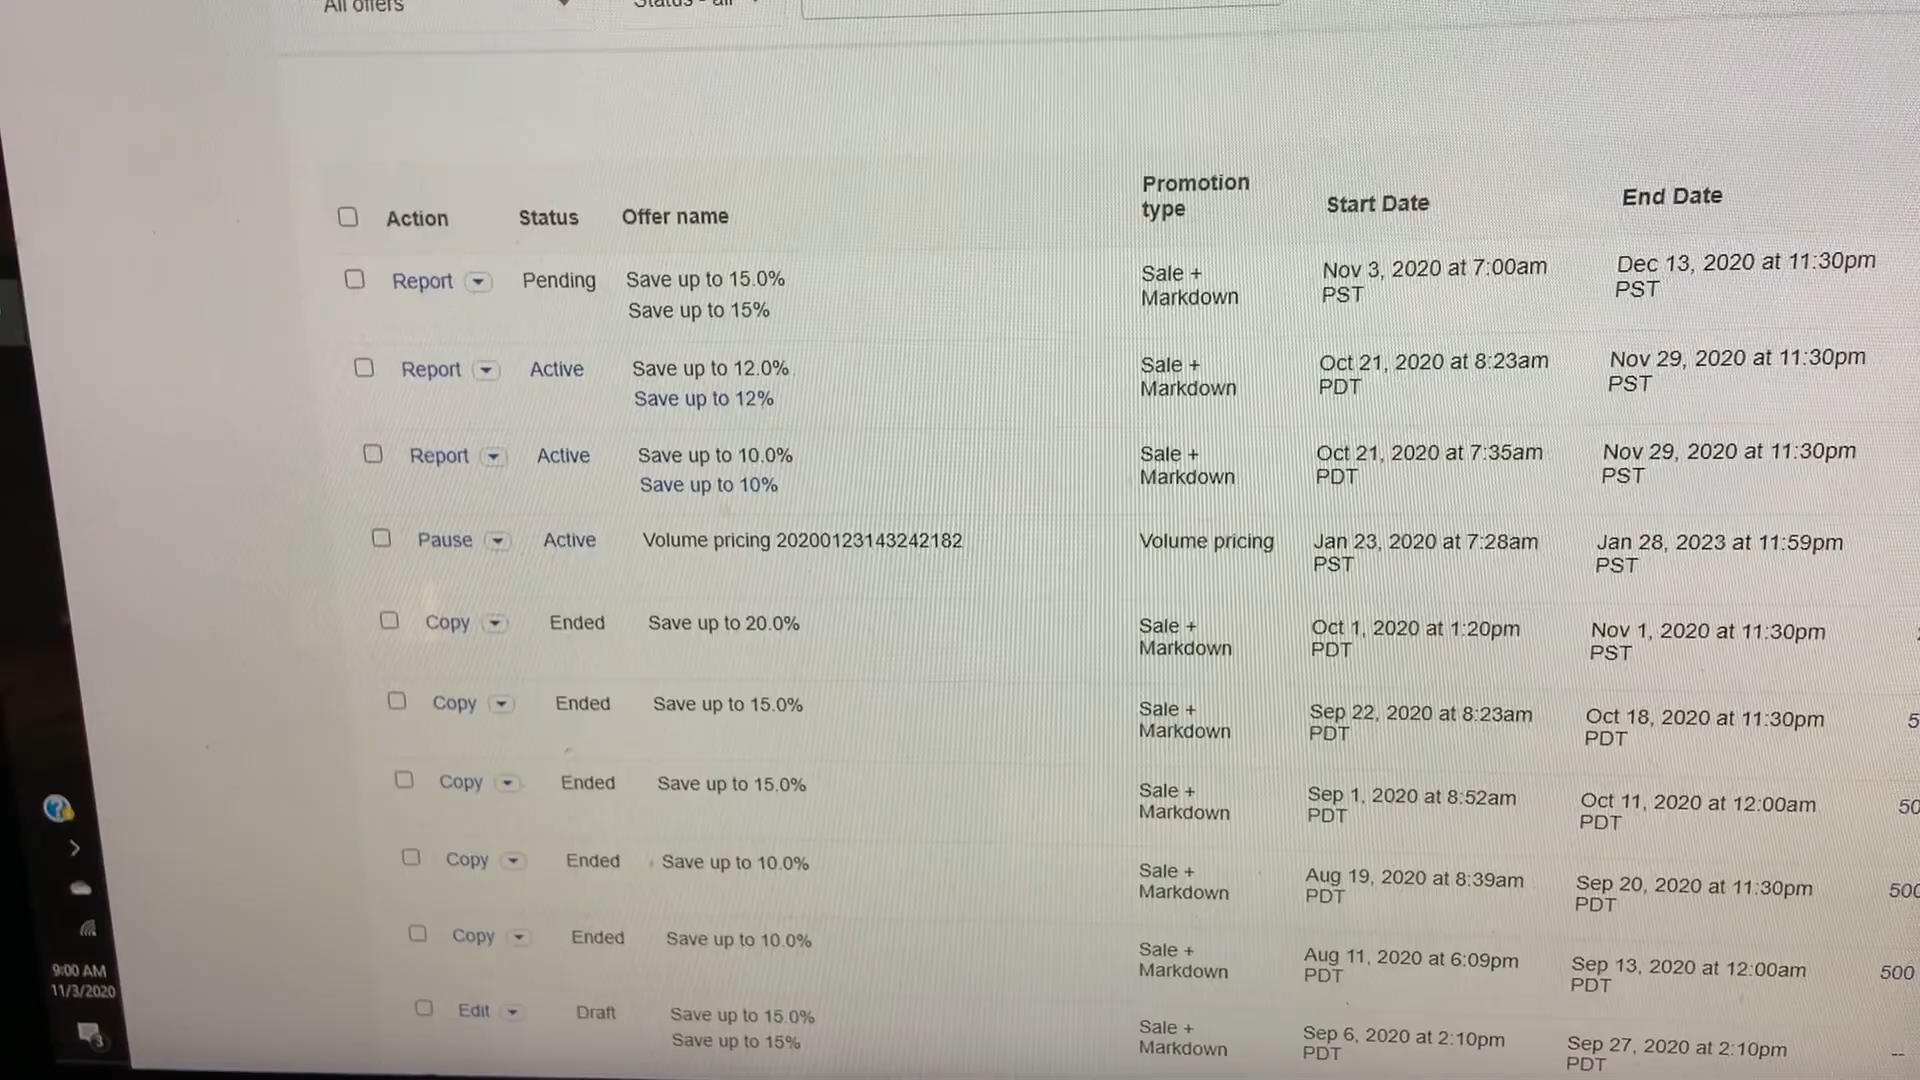 All offers
Status - all
Promotion
type
Action Status Offer name Start Date End Date
Report Pending Save up to 15.0% Sale + Nov 3, 2020 at 7:00am Dec 13, 2020 at 11:30pm
Save up to 15% Markdown PST PST
Report Active Save up to 12.0% Sale + Oct 21, 2020 at 8:23am Nov 29, 2020 at 11:30pm
Save up to 12% Markdown PDT PST
Report Active Save up to 10.0% Sale + Oct 21, 2020 at 7:35am Nov 29, 2020 at 11:30pm
Save up to 10% Markdown PDT PST
Pause Active Volume pricing 20200123143242182 Volume pricing Jan 23, 2020 at 7:28am Jan 28, 2023 at 11:59pm
PST PST
Copy Ended Save up to 20.0% Sale + Oct 1, 2020 at 1:20pm Nov 1, 2020 at 11:30pm
Markdown PDT PST
Copy Ended Save up to 15.0% Sale + Sep 22, 2020 at 8:23am Oct 18, 2020 at 11:30pm 5
Markdown PDT PDT
Copy Ended Save up to 15.0% Sale + Sep 1, 2020 at 8:52am Oct 11, 2020 at 12:00am 50
Markdown PDT PDT
Copy Ended Save up to 10.0% Sale + Aug 19, 2020 at 8:39am Sep 20, 2020 at 11:30pm 500
Markdown PDT PDT
Copy Ended Save up to 10.0% Sale + Aug 11, 2020 at 6:09pm Sep 13, 2020 at 12:00am 500
Markdown PDT PDT
Edit Draft Save up to 15.0% Sale + Sep 6, 2020 at 2:10pm Sep 27, 2020 at 2:10pm --
Save up to 15% Markdown PDT PDT
9:00 AM
11/3/2020
3